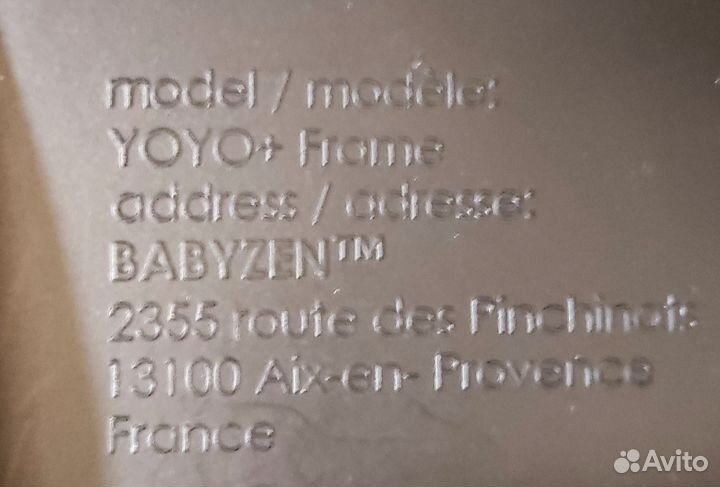 model / modèle:
YOYO+ Frame
address / adresse:
BABYZEN™
2355 route des Pinchinats
13100 Aix-en- Provence
France
Avito